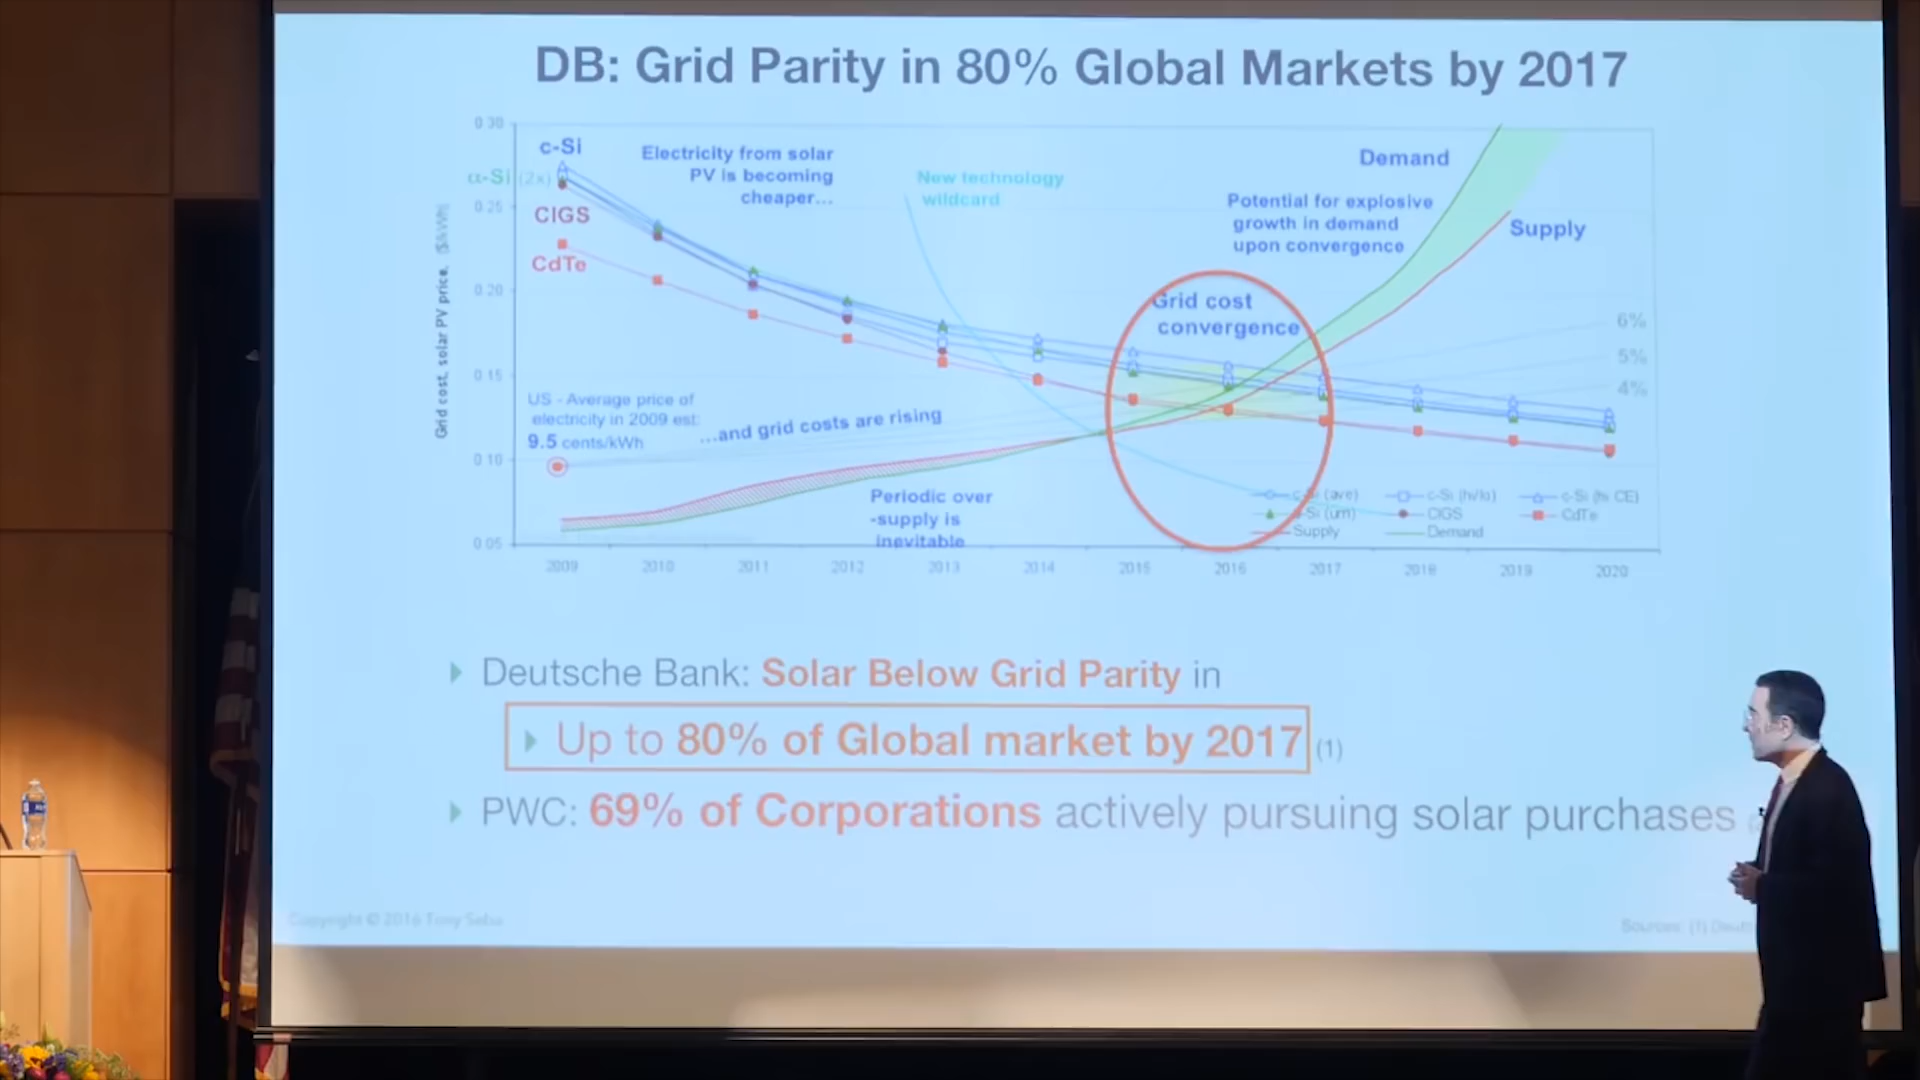 DB: Grid Parity in 80% Global Markets by 2017
0.30
0.25
0.20
0.15
0.10
0.05
Grid cost, solar PV price, ($/kWh)
c-Si
α-Si (2x)
CIGS
CdTe
Electricity from solar
PV is becoming
cheaper...
New technology
wildcard
Demand
Potential for explosive
growth in demand
upon convergence
Supply
Grid cost
convergence
6%
5%
4%
US - Average price of
electricity in 2009 est:
9.5 cents/kWh
...and grid costs are rising
Periodic over
-supply is
inevitable
c-Si (ave) c-Si (hi/lo) c-Si (hi CE)
-Si (um) CIGS CdTe
Supply Demand
2009 2010 2011 2012 2013 2014 2015 2016 2017 2018 2019 2020
Deutsche Bank: Solar Below Grid Parity in
Up to 80% of Global market by 2017 (1)
PWC: 69% of Corporations actively pursuing solar purchases
Copyright © 2016 Tony Seba
Sources: (1)